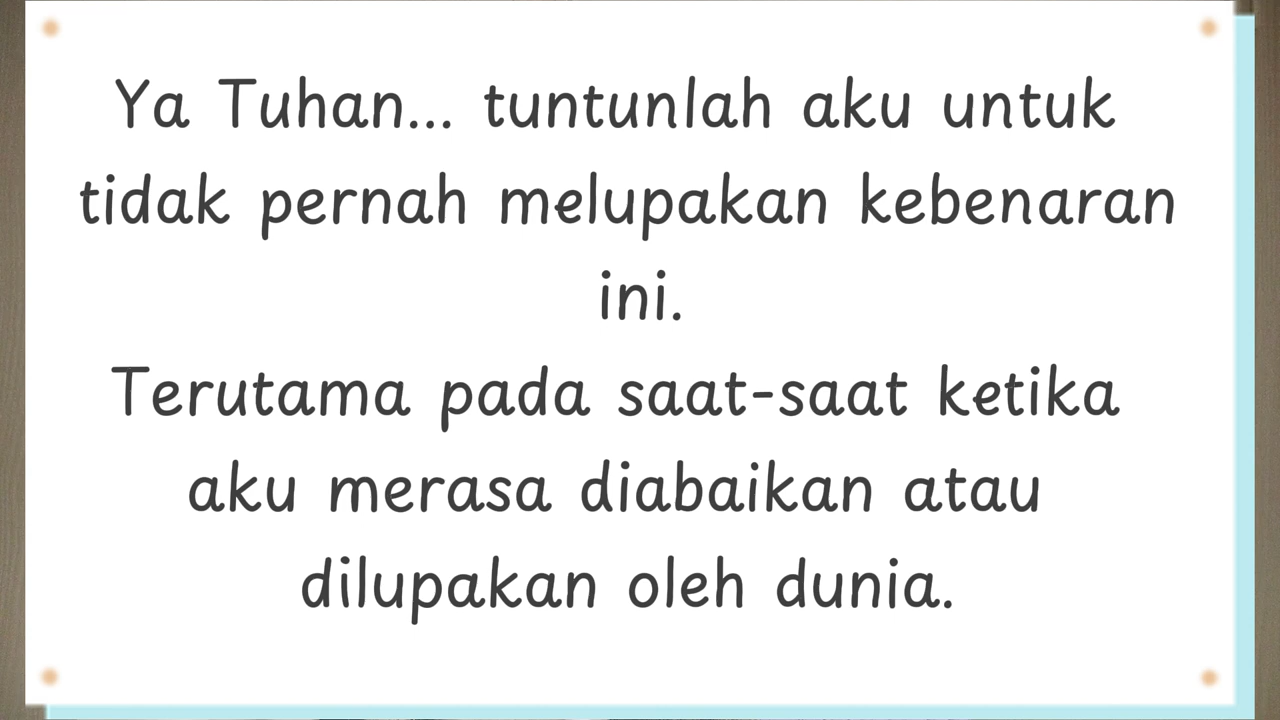 Ya Tuhan... tuntunlah aku untuk
tidak pernah melupakan kebenaran
ini.
Terutama pada saat-saat ketika
aku merasa diabaikan atau
dilupakan oleh dunia.